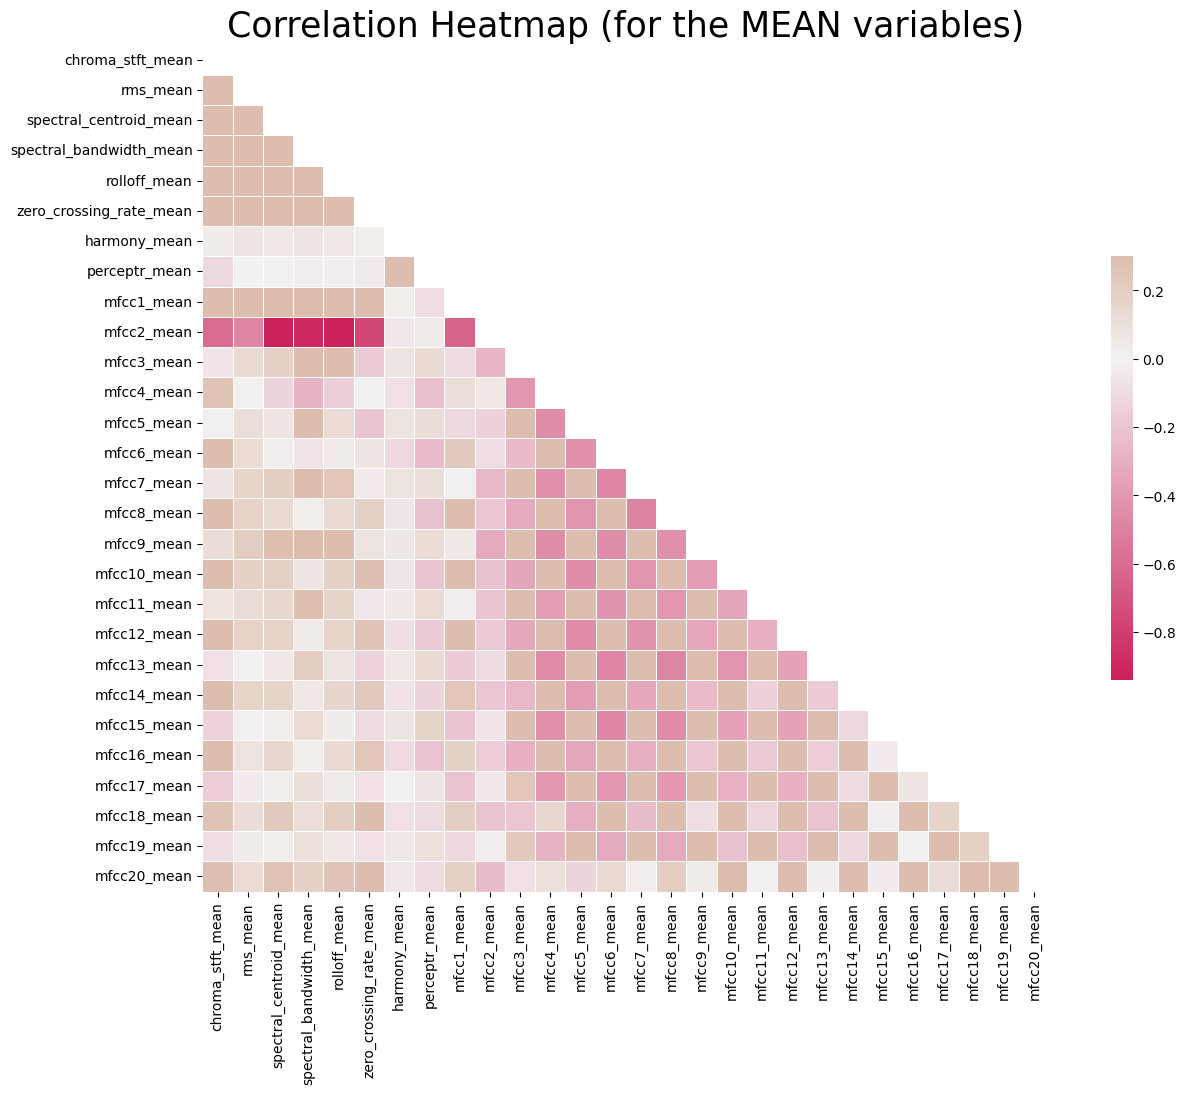 Correlation Heatmap (for the MEAN variables)
chroma_stft_mean
rms_mean
spectral_centroid_mean
spectral_bandwidth_mean
rolloff_mean
zero_crossing_rate_mean
harmony_mean
perceptr_mean
mfcc1_mean
mfcc2_mean
mfcc3_mean
mfcc4_mean
mfcc5_mean
mfcc6_mean
mfcc7_mean
mfcc8_mean
mfcc9_mean
mfcc10_mean
mfcc11_mean
mfcc12_mean
mfcc13_mean
mfcc14_mean
mfcc15_mean
mfcc16_mean
mfcc17_mean
mfcc18_mean
mfcc19_mean
mfcc20_mean
chroma_stft_mean
rms_mean
spectral_centroid_mean
spectral_bandwidth_mean
rolloff_mean
zero_crossing_rate_mean
harmony_mean
perceptr_mean
mfcc1_mean
mfcc2_mean
mfcc3_mean
mfcc4_mean
mfcc5_mean
mfcc6_mean
mfcc7_mean
mfcc8_mean
mfcc9_mean
mfcc10_mean
mfcc11_mean
mfcc12_mean
mfcc13_mean
mfcc14_mean
mfcc15_mean
mfcc16_mean
mfcc17_mean
mfcc18_mean
mfcc19_mean
mfcc20_mean
0.2
0.0
−0.2
−0.4
−0.6
−0.8